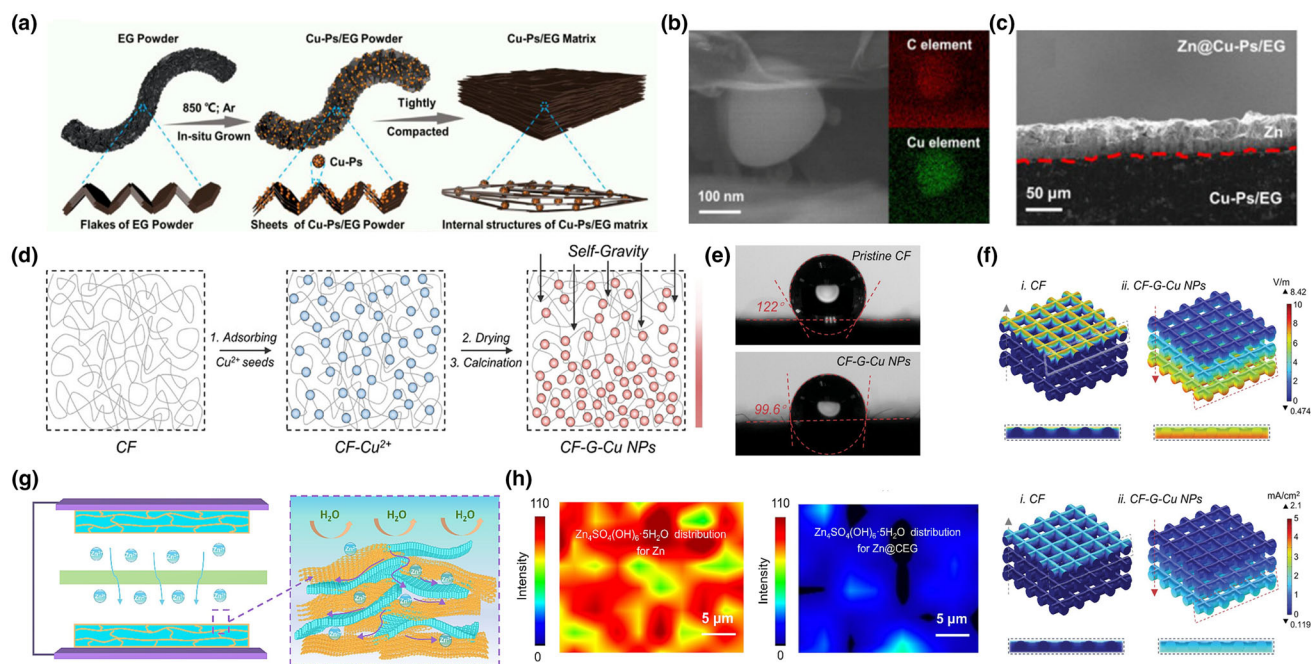 (a)
EG Powder
Cu-Ps/EG Powder
Cu-Ps/EG Matrix
850 ℃; Ar
In-situ Grown
Tightly
Compacted
Cu-Ps
Flakes of EG Powder
Sheets of Cu-Ps/EG Powder
Internal structures of Cu-Ps/EG matrix
(b)
C element
Cu element
100 nm
(c)
Zn@Cu-Ps/EG
Zn
50 μm
Cu-Ps/EG
(d)
Self-Gravity
1. Adsorbing
Cu²⁺ seeds
2. Drying
3. Calcination
CF
CF-Cu²⁺
CF-G-Cu NPs
(e)
Pristine CF
122°
CF-G-Cu NPs
99.6°
(f)
i. CF
ii. CF-G-Cu NPs
V/m
▲ 8.42
10
8
6
4
2
0
▼ 0.474
i. CF
ii. CF-G-Cu NPs
mA/cm²
▲ 2.1
5
4
3
2
1
0
▼ 0.119
(g)
H₂O
H₂O
H₂O
(h)
110
Intensity
0
Zn₄SO₄(OH)₆·5H₂O distribution
for Zn
5 μm
110
Intensity
0
Zn₄SO₄(OH)₆·5H₂O distribution
for Zn@CEG
5 μm